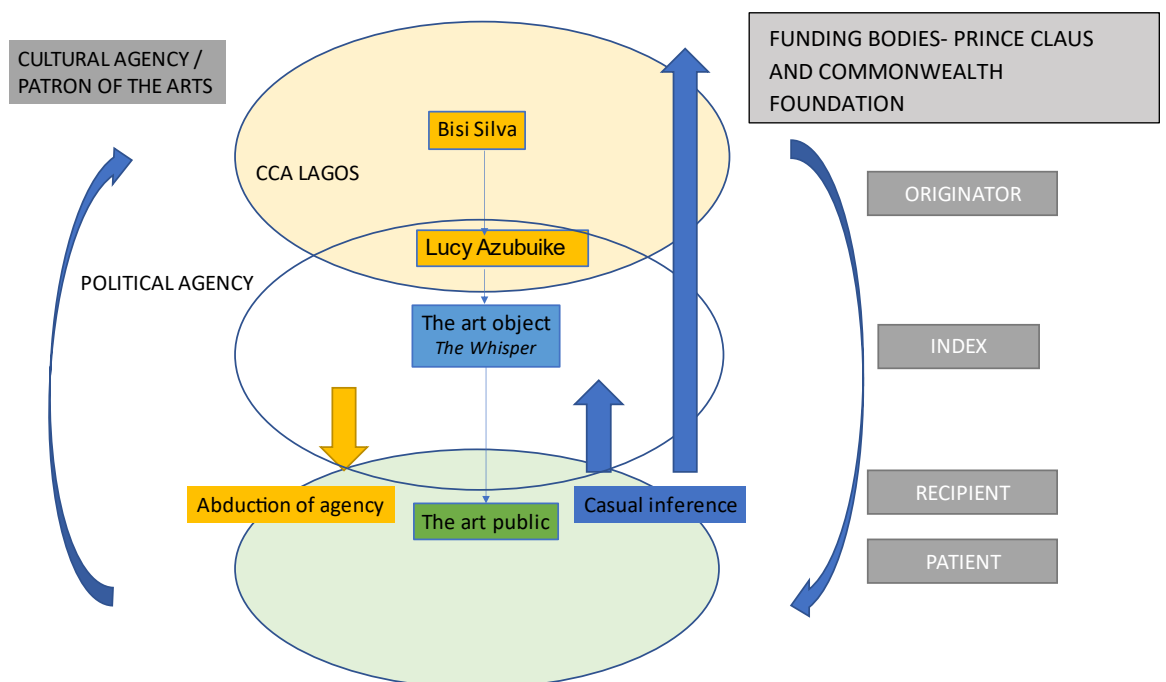 CULTURAL AGENCY /
PATRON OF THE ARTS
FUNDING BODIES- PRINCE CLAUS
AND COMMONWEALTH
FOUNDATION
Bisi Silva
CCA LAGOS
ORIGINATOR
Lucy Azubuike
POLITICAL AGENCY
The art object
The Whisper
INDEX
Abduction of agency
The art public
Casual inference
RECIPIENT
PATIENT